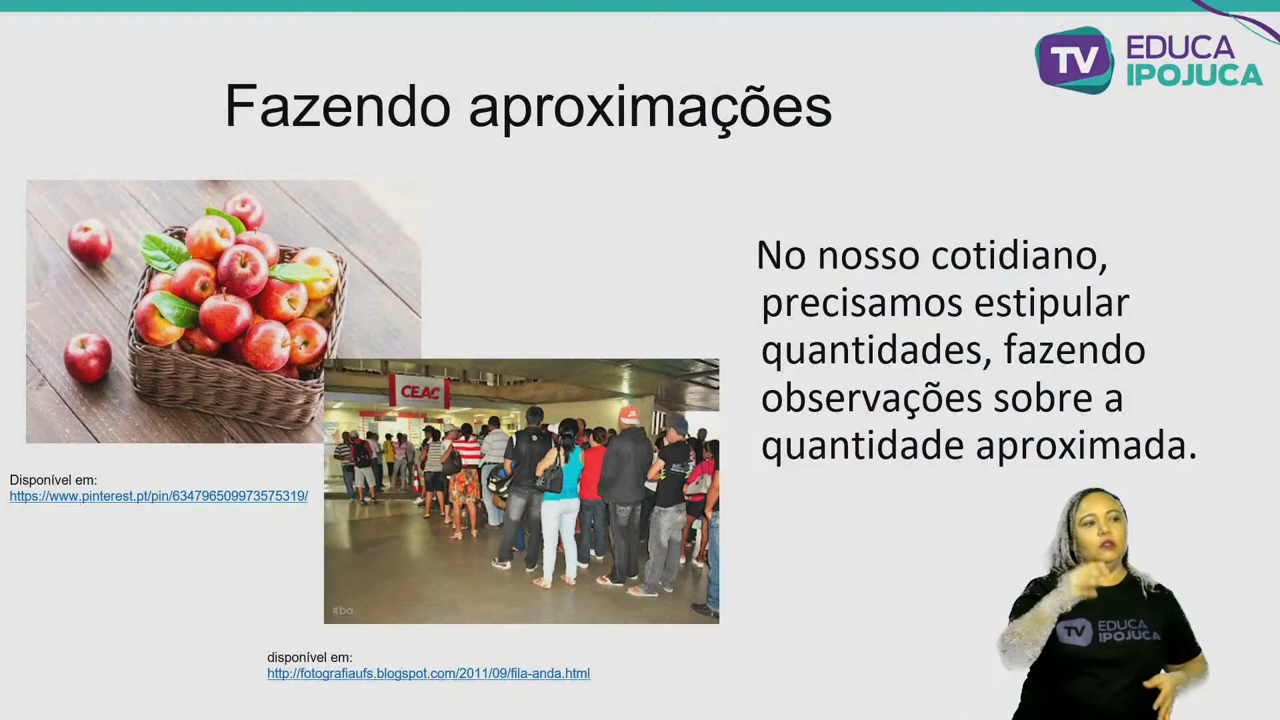 TV EDUCA
IPOJUCA
Fazendo aproximações
No nosso cotidiano,
precisamos estipular
quantidades, fazendo
observações sobre a
quantidade aproximada.
CEAC
Disponível em:
https://www.pinterest.pt/pin/634796509973575319/
#ba
disponível em:
http://fotografiaufs.blogspot.com/2011/09/fila-anda.html
TV EDUCA
IPOJUCA